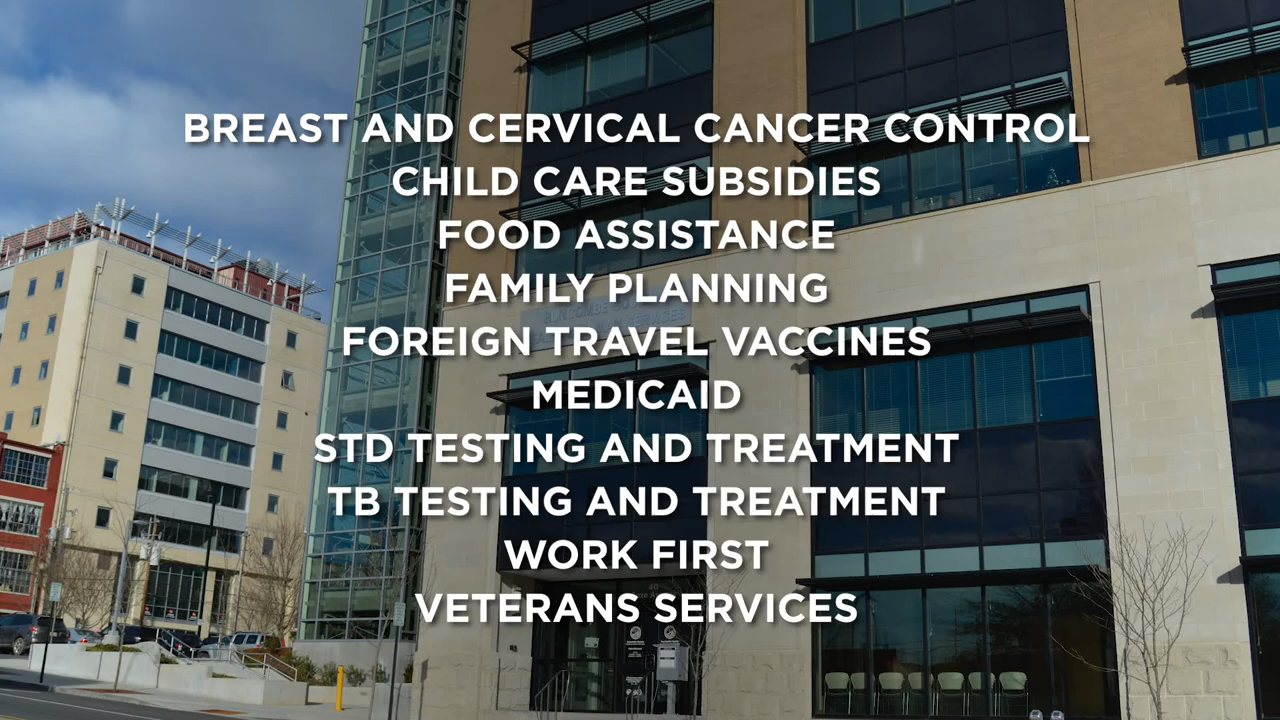 BREAST AND CERVICAL CANCER CONTROL
CHILD CARE SUBSIDIES
FOOD ASSISTANCE
FAMILY PLANNING
FOREIGN TRAVEL VACCINES
MEDICAID
STD TESTING AND TREATMENT
TB TESTING AND TREATMENT
WORK FIRST
VETERANS SERVICES
40